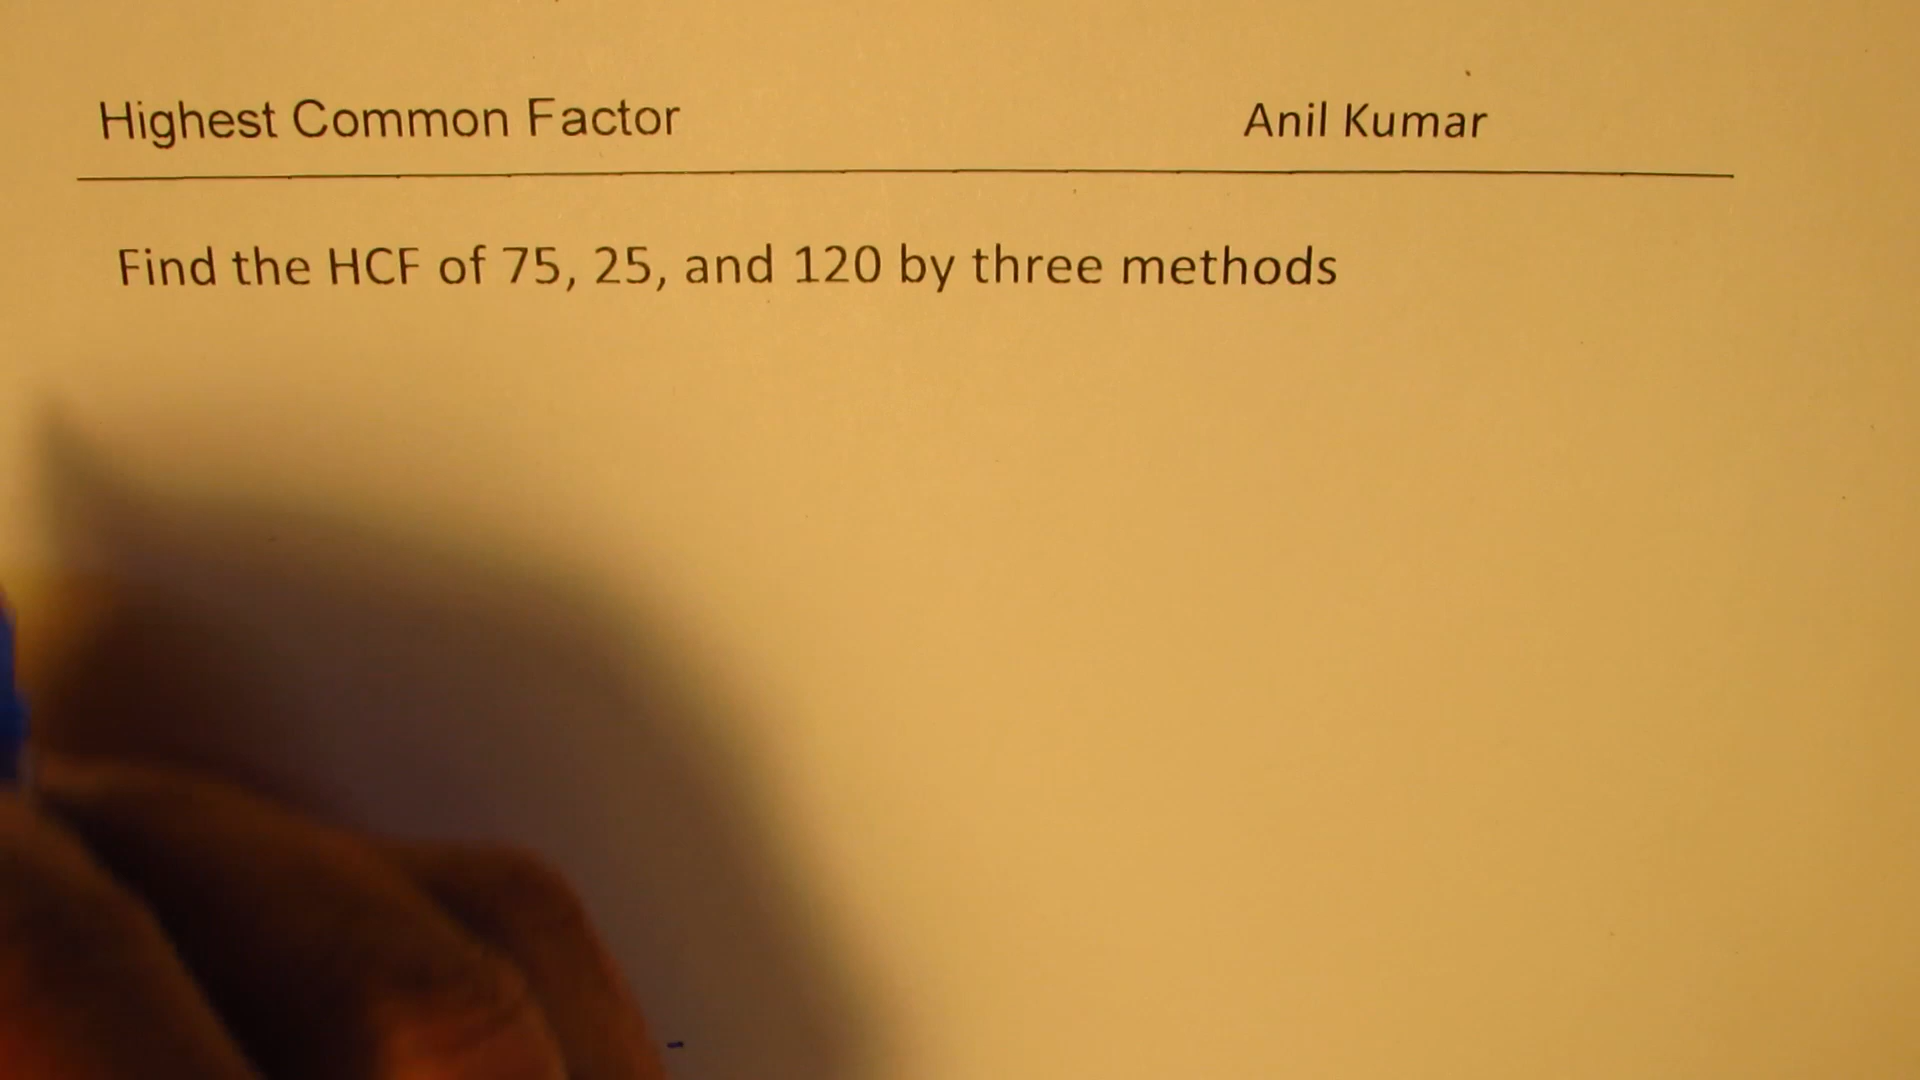 Highest Common Factor Anil Kumar
Find the HCF of 75, 25, and 120 by three methods